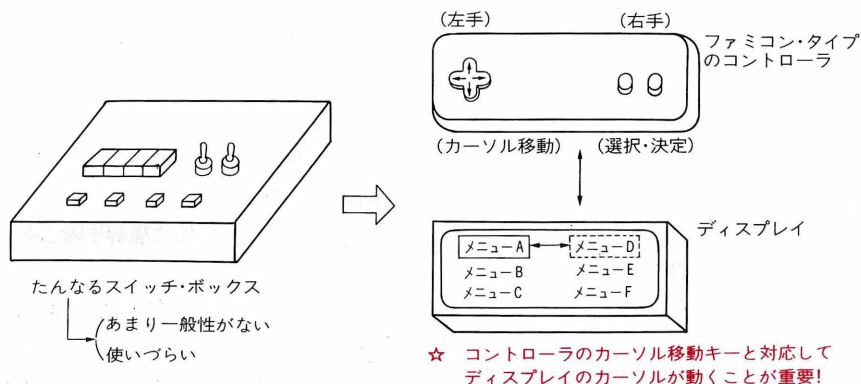 (左手)
(右手)
ファミコン・タイプ
のコントローラ
(カーソル移動)
(選択・決定)
ディスプレイ
メニューA
メニューD
メニューB
メニューE
メニューC
メニューF
たんなるスイッチ・ボックス
あまり一般性がない
使いづらい
☆ コントローラのカーソル移動キーと対応して
ディスプレイのカーソルが動くことが重要!